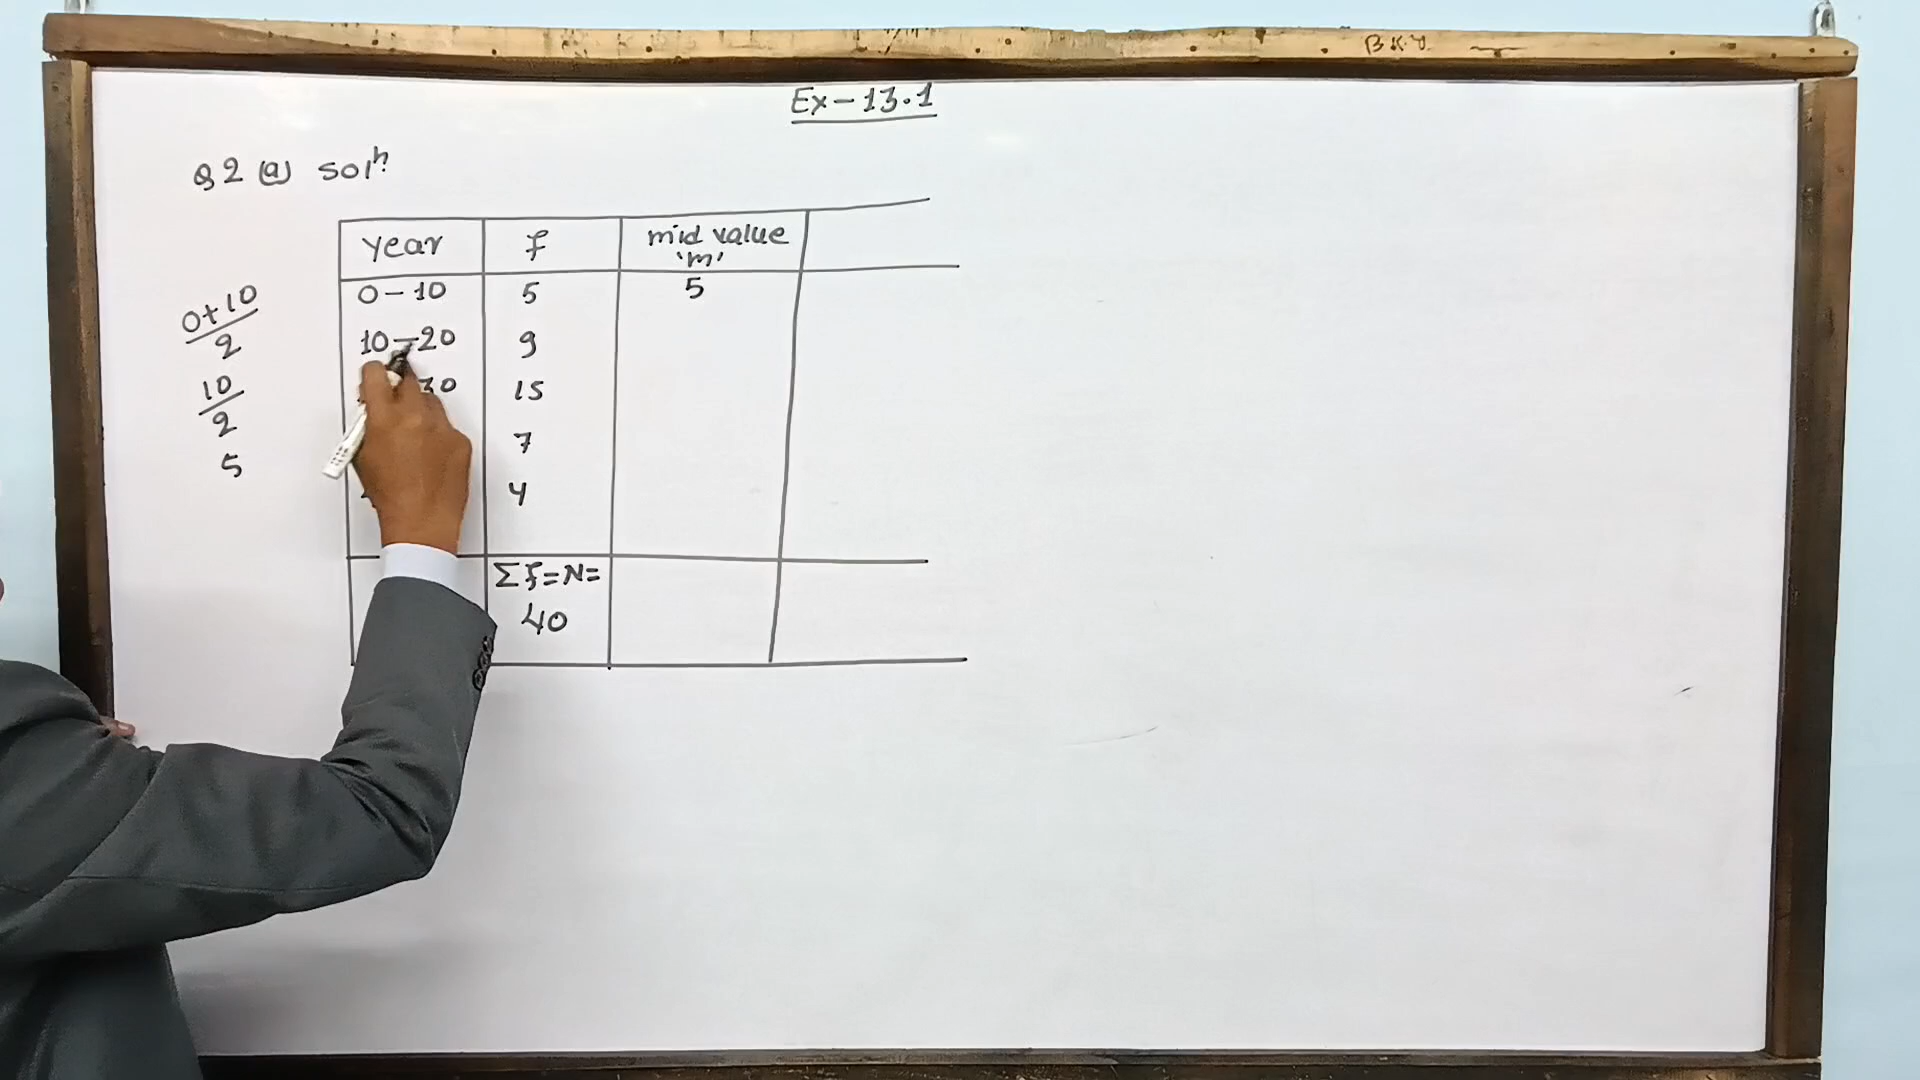 B.K.Y.
Ex-13.1
Q2 (a) solⁿ
year f mid value 'm'
0-10 5 5
10-20 9
30 15
7
4
Σf=N=
40
0+10
2
10
2
5